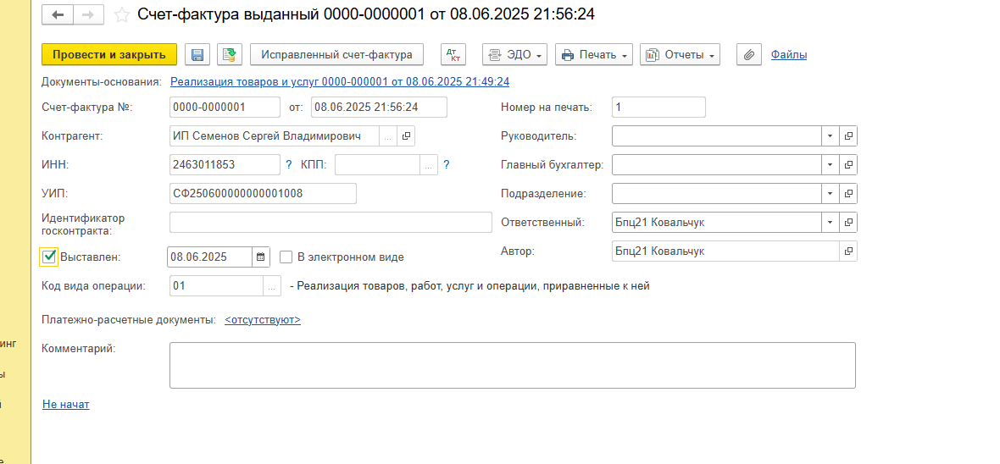 Счет-фактура выданный 0000-0000001 от 08.06.2025 21:56:24
Провести и закрыть Исправленный счет-фактура Дт Кт ЭДО Печать Отчеты Файлы
Документы-основания: Реализация товаров и услуг 0000-000001 от 08.06.2025 21:49:24
Счет-фактура №: 0000-0000001 от: 08.06.2025 21:56:24 Номер на печать: 1
Контрагент: ИП Семенов Сергей Владимирович ... Руководитель:
ИНН: 2463011853 ? КПП: ... ? Главный бухгалтер:
УИП: СФ250600000000001008 Подразделение:
Идентификатор
госконтракта:
Ответственный: Бпц21 Ковальчук
Выставлен: 08.06.2025 В электронном виде Автор: Бпц21 Ковальчук
Код вида операции: 01 ... - Реализация товаров, работ, услуг и операции, приравненные к ней
Платежно-расчетные документы: <отсутствуют>
инг
Комментарий:
ы
й
Не начат
е